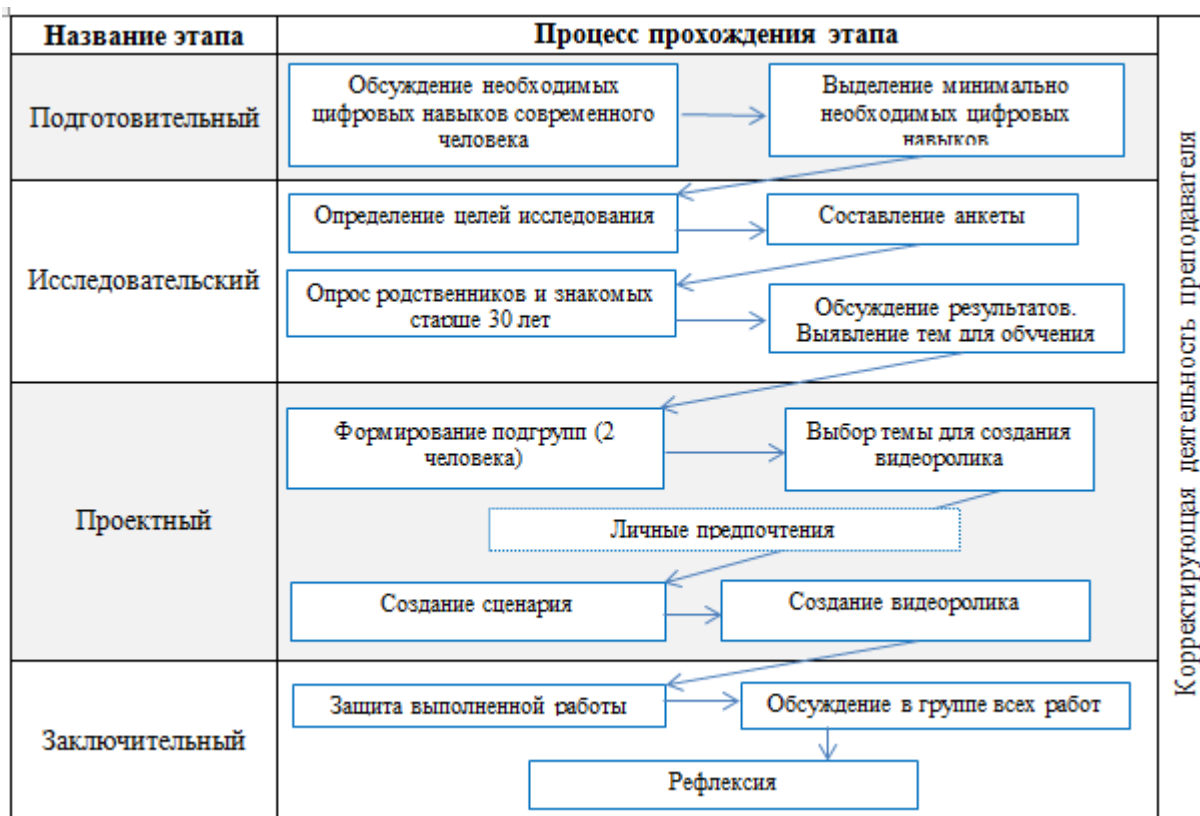 Название этапа
Процесс прохождения этапа
Подготовительный
Обсуждение необходимых
цифровых навыков современного
человека
Выделение минимально
необходимых цифровых
навыков
Исследовательский
Определение целей исследования
Составление анкеты
Опрос родственников и знакомых
старше 30 лет
Обсуждение результатов.
Выявление тем для обучения
Проектный
Формирование подгрупп (2
человека)
Выбор темы для создания
видеоролика
Личные предпочтения
Создание сценария
Создание видеоролика
Заключительный
Защита выполненной работы
Обсуждение в группе всех работ
Рефлексия
Корректирующая деятельность преподавателя